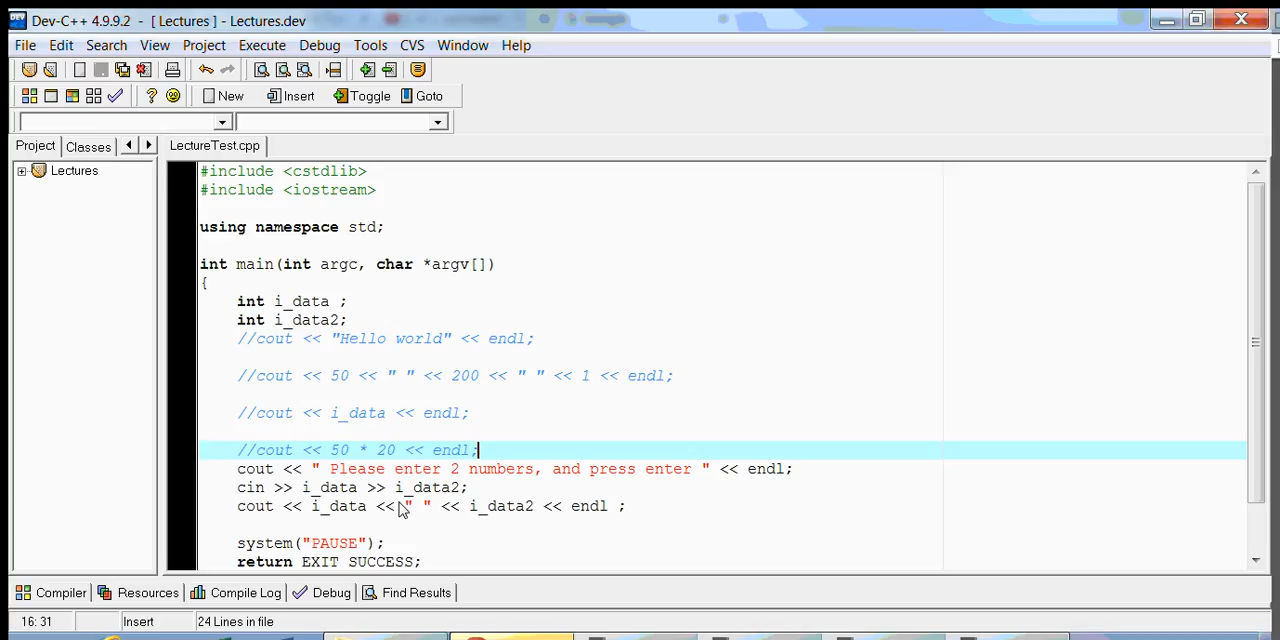 Dev-C++ 4.9.9.2 - [ Lectures ] - Lectures.dev
File Edit Search View Project Execute Debug Tools CVS Window Help
New Insert Toggle Goto
Project Classes LectureTest.cpp
Lectures
#include <cstdlib>
#include <iostream>
using namespace std;
int main(int argc, char *argv[])
{
int i_data ;
int i_data2;
//cout << "Hello world" << endl;
//cout << 50 << " " << 200 << " " << 1 << endl;
//cout << i_data << endl;
//cout << 50 * 20 << endl;
cout << " Please enter 2 numbers, and press enter " << endl;
cin >> i_data >> i_data2;
cout << i_data << " " << i_data2 << endl ;
system("PAUSE");
return EXIT SUCCESS;
Compiler Resources Compile Log Debug Find Results
16: 31 Insert 24 Lines in file